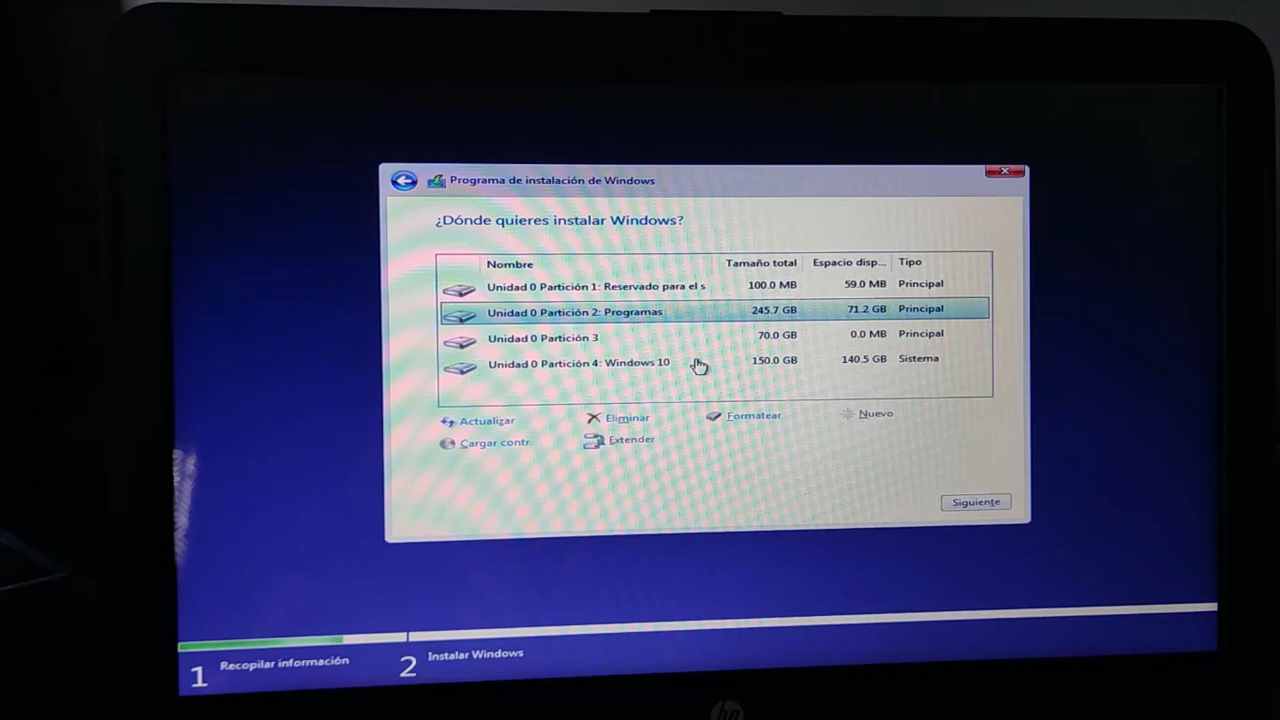 Programa de instalación de Windows
¿Dónde quieres instalar Windows?
Nombre Tamaño total Espacio disp... Tipo
Unidad 0 Partición 1: Reservado para el s 100.0 MB 59.0 MB Principal
Unidad 0 Partición 2: Programas 245.7 GB 71.2 GB Principal
Unidad 0 Partición 3 70.0 GB 0.0 MB Principal
Unidad 0 Partición 4: Windows 10 150.0 GB 140.5 GB Sistema
Actualizar Eliminar Formatear Nuevo
Cargar contr. Extender
Siguiente
1 Recopilar información 2 Instalar Windows
hp